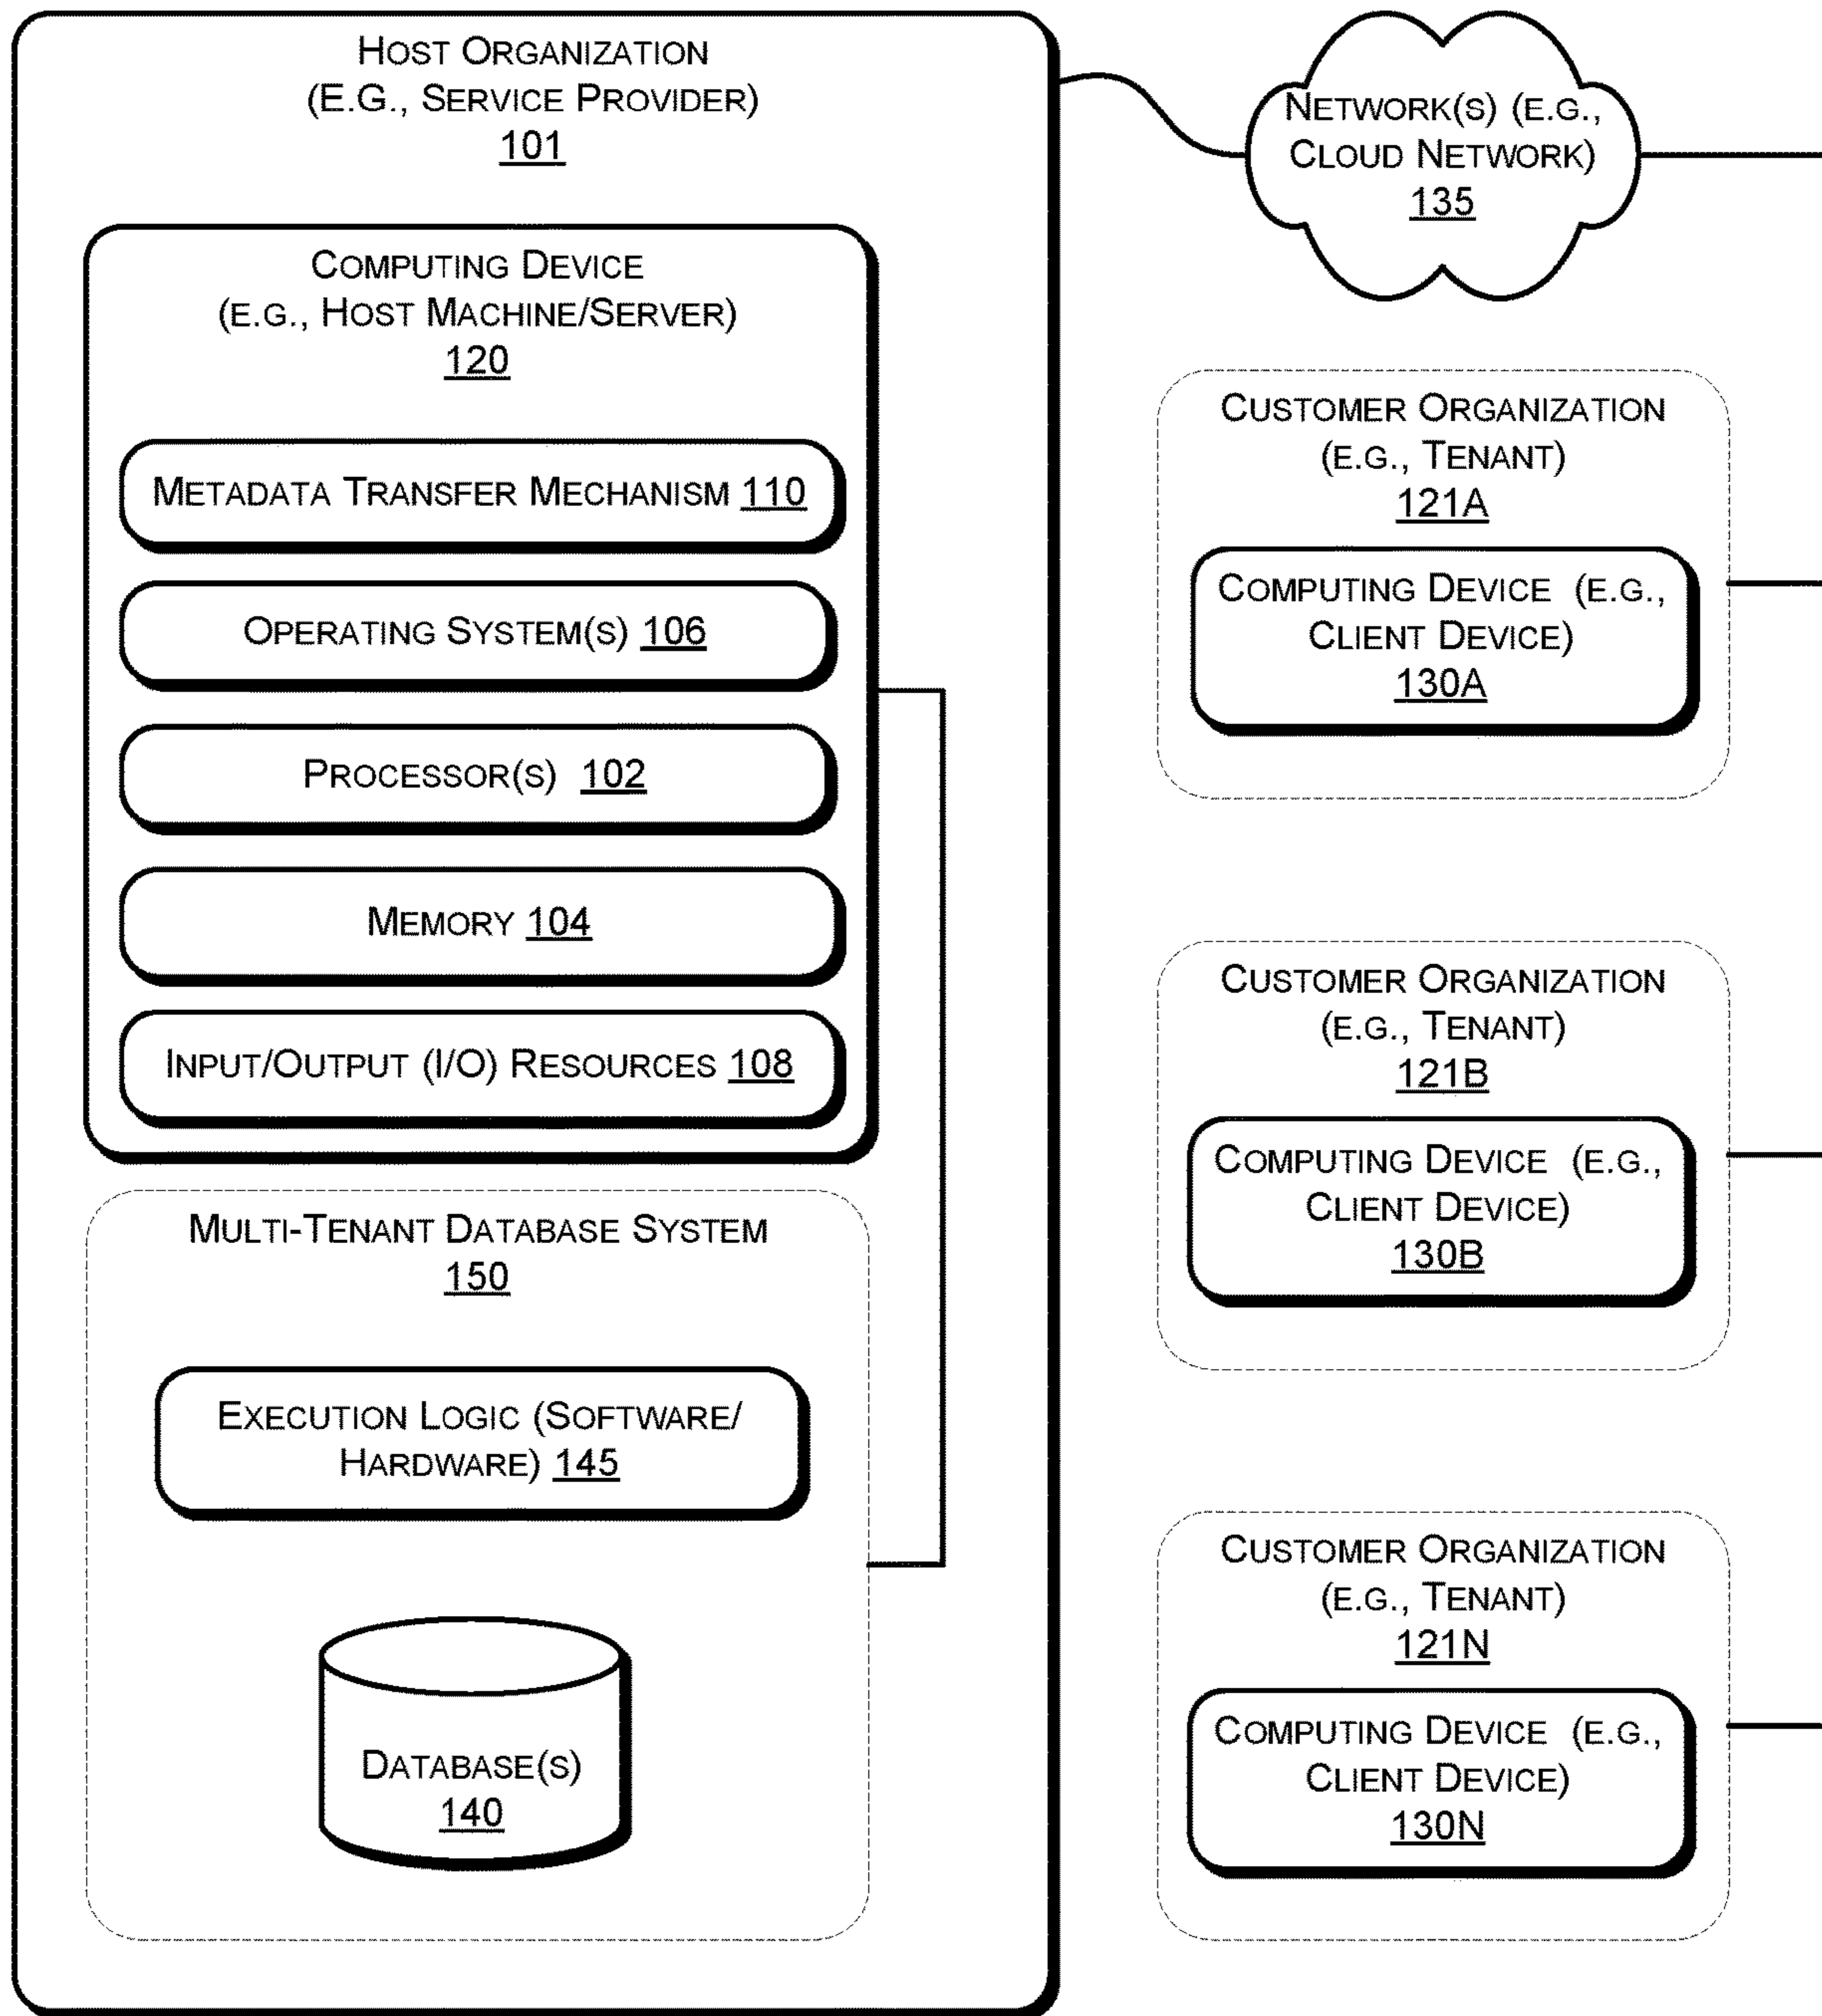 HOST ORGANIZATION
(E.G., SERVICE PROVIDER)
101
COMPUTING DEVICE
(E.G., HOST MACHINE/SERVER)
120
METADATA TRANSFER MECHANISM 110
OPERATING SYSTEM(S) 106
PROCESSOR(S) 102
MEMORY 104
INPUT/OUTPUT (I/O) RESOURCES 108
MULTI-TENANT DATABASE SYSTEM
150
EXECUTION LOGIC (SOFTWARE/
HARDWARE) 145
DATABASE(S)
140
NETWORK(S) (E.G.,
CLOUD NETWORK)
135
CUSTOMER ORGANIZATION
(E.G., TENANT)
121A
COMPUTING DEVICE (E.G.,
CLIENT DEVICE)
130A
CUSTOMER ORGANIZATION
(E.G., TENANT)
121B
COMPUTING DEVICE (E.G.,
CLIENT DEVICE)
130B
CUSTOMER ORGANIZATION
(E.G., TENANT)
121N
COMPUTING DEVICE (E.G.,
CLIENT DEVICE)
130N